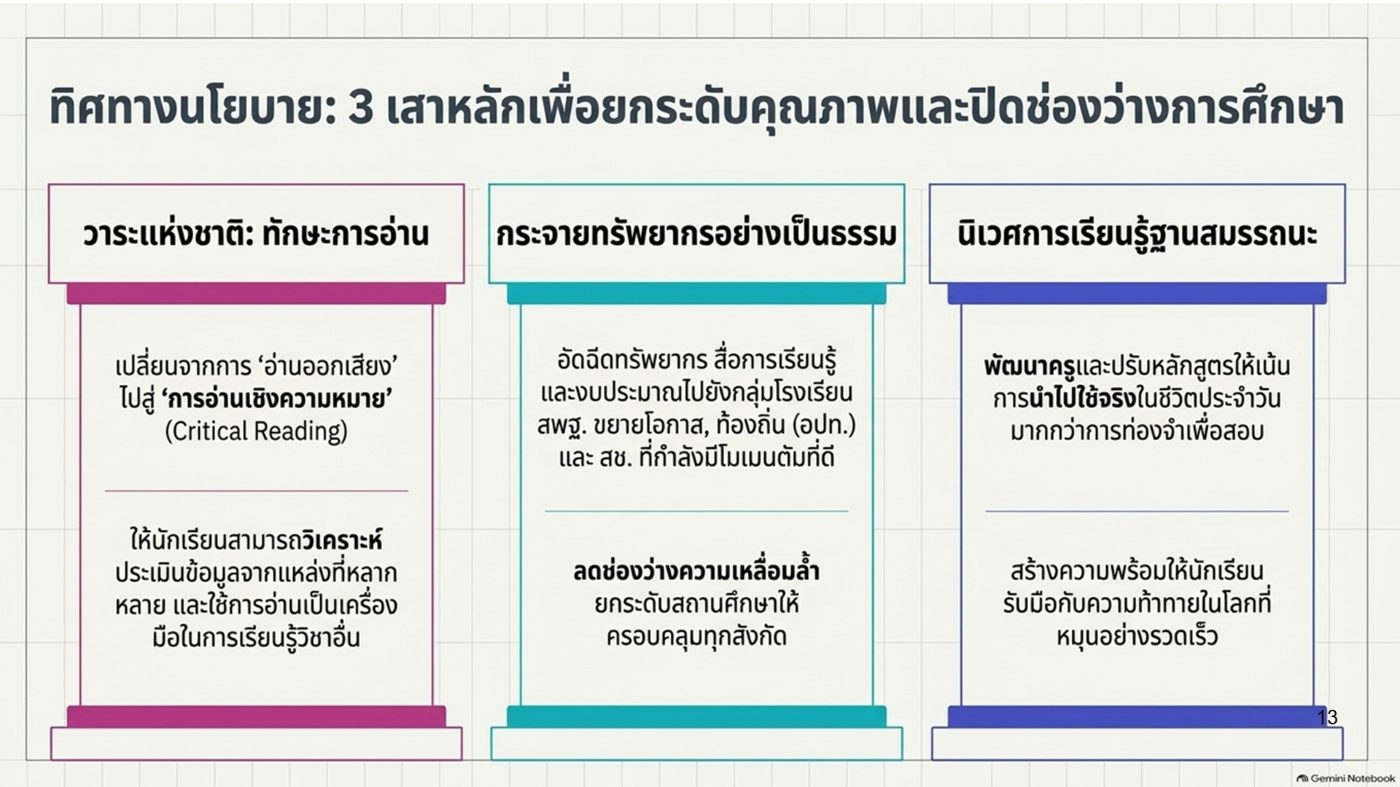 ทิศทางนโยบาย: 3 เสาหลักเพื่อยกระดับคุณภาพและปิดช่องว่างการศึกษา
วาระแห่งชาติ: ทักษะการอ่าน
เปลี่ยนจากการ ‘อ่านออกเสียง’
ไปสู่ ‘การอ่านเชิงความหมาย’
(Critical Reading)
ให้นักเรียนสามารถวิเคราะห์
ประเมินข้อมูลจากแหล่งที่หลาก
หลาย และใช้การอ่านเป็นเครื่อง
มือในการเรียนรู้วิชาอื่น
กระจายทรัพยากรอย่างเป็นธรรม
อัดฉีดทรัพยากร สื่อการเรียนรู้
และงบประมาณไปยังกลุ่มโรงเรียน
สพฐ. ขยายโอกาส, ท้องถิ่น (อปท.)
และ สช. ที่กำลังมีโมเมนตัมที่ดี
ลดช่องว่างความเหลื่อมล้ำ
ยกระดับสถานศึกษาให้
ครอบคลุมทุกสังกัด
นิเวศการเรียนรู้ฐานสมรรถนะ
พัฒนาครูและปรับหลักสูตรให้เน้น
การนำไปใช้จริงในชีวิตประจำวัน
มากกว่าการท่องจำเพื่อสอบ
สร้างความพร้อมให้นักเรียน
รับมือกับความท้าทายในโลกที่
หมุนอย่างรวดเร็ว
13
Gemini Notebook